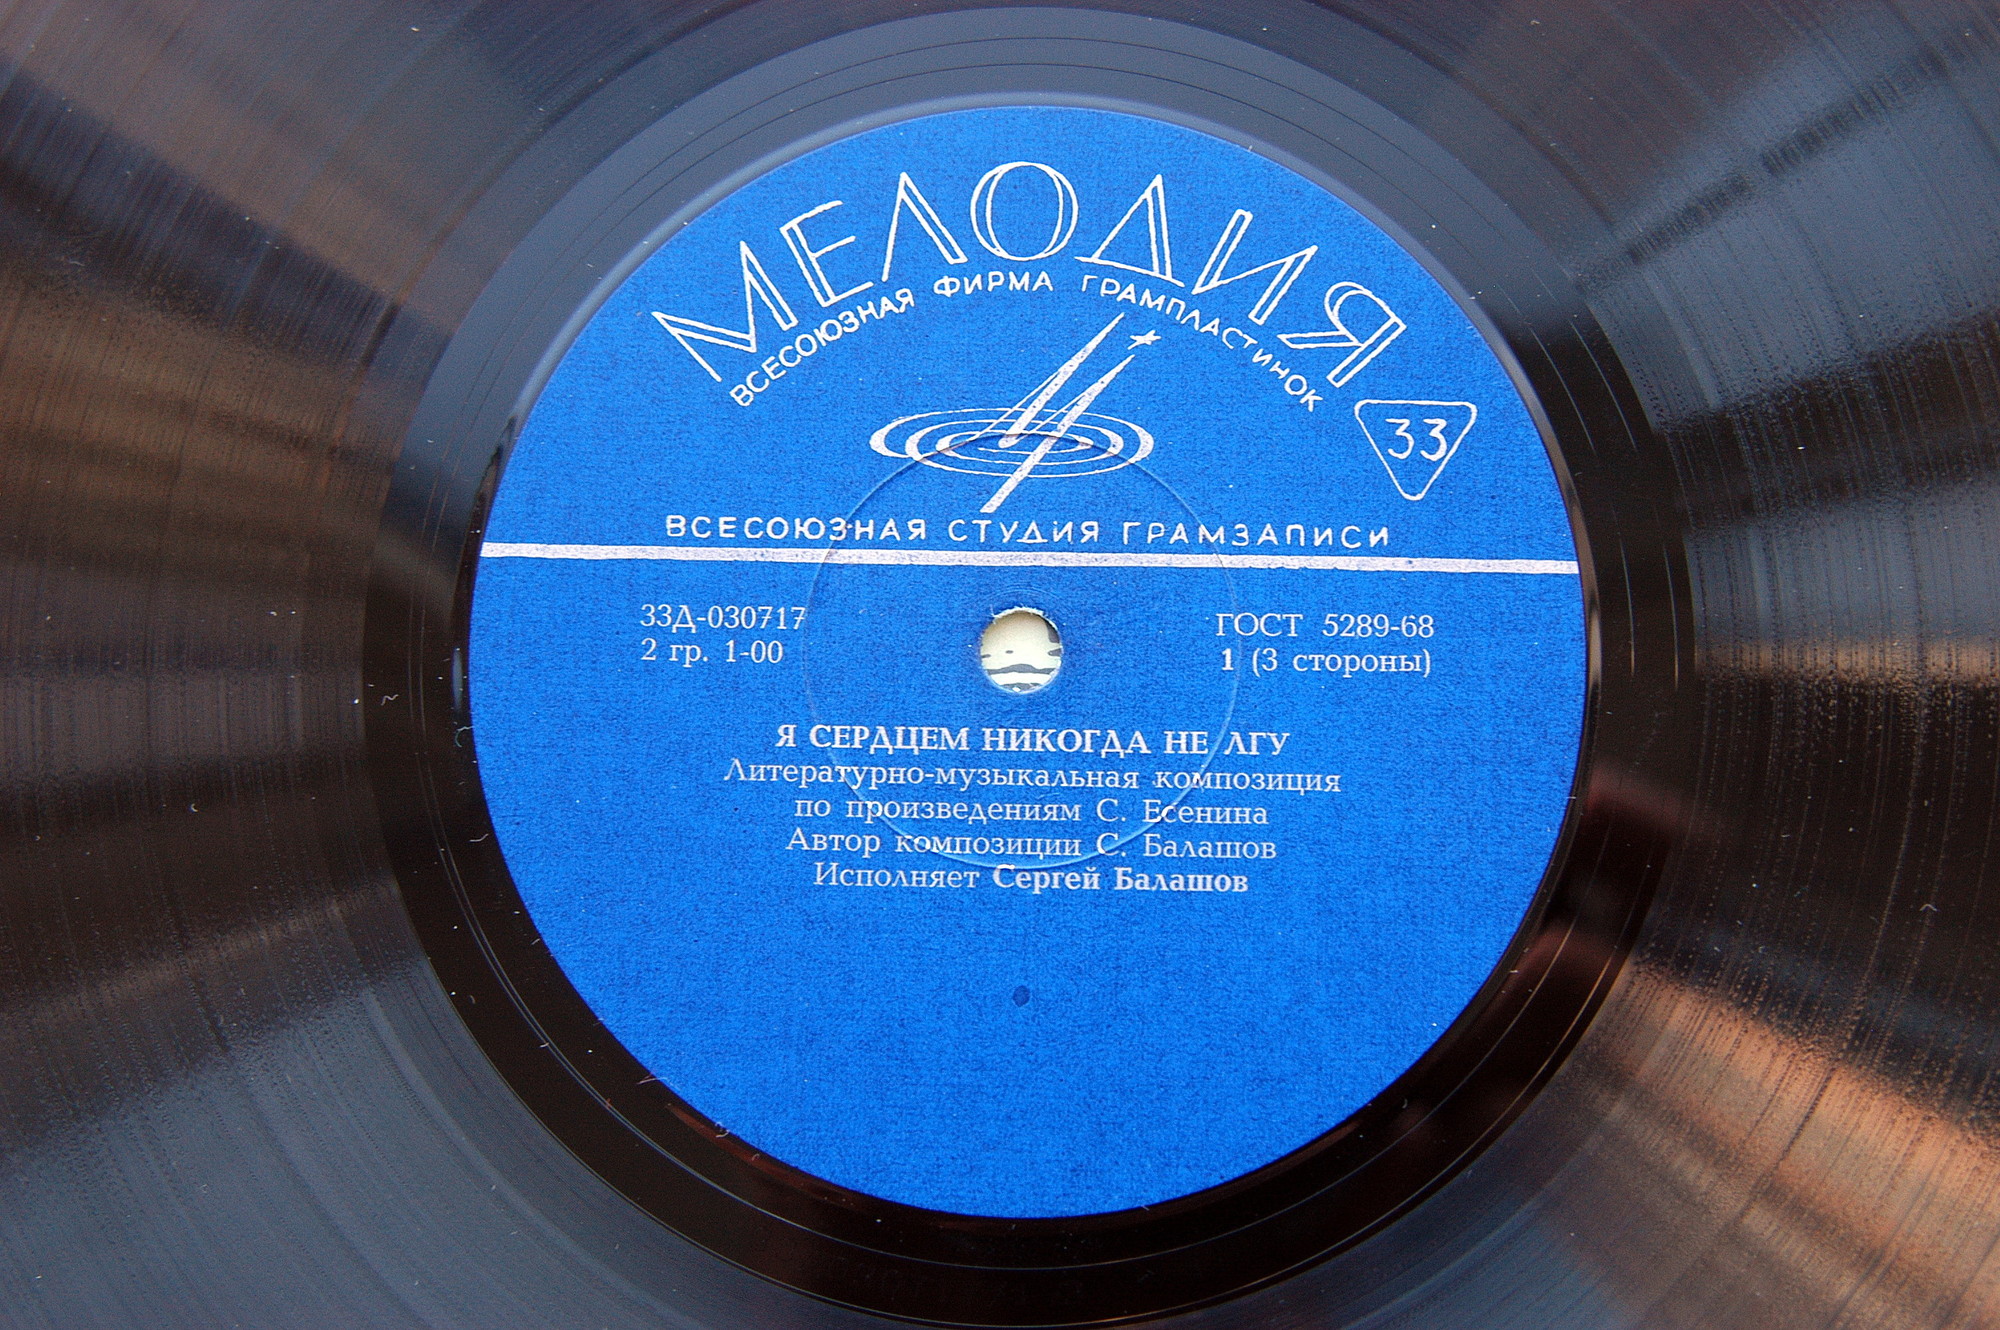 МЕЛОДИЯ
ВСЕСОЮЗНАЯ ФИРМА ГРАМПЛАСТИНОК
33
ВСЕСОЮЗНАЯ СТУДИЯ ГРАМЗАПИСИ
33Д-030717
2 гр. 1-00
ГОСТ 5289-68
1 (3 стороны)
Я СЕРДЦЕМ НИКОГДА НЕ ЛГУ
Литературно-музыкальная композиция
по произведениям С. Есенина
Автор композиции С. Балашов
Исполняет Сергей Балашов